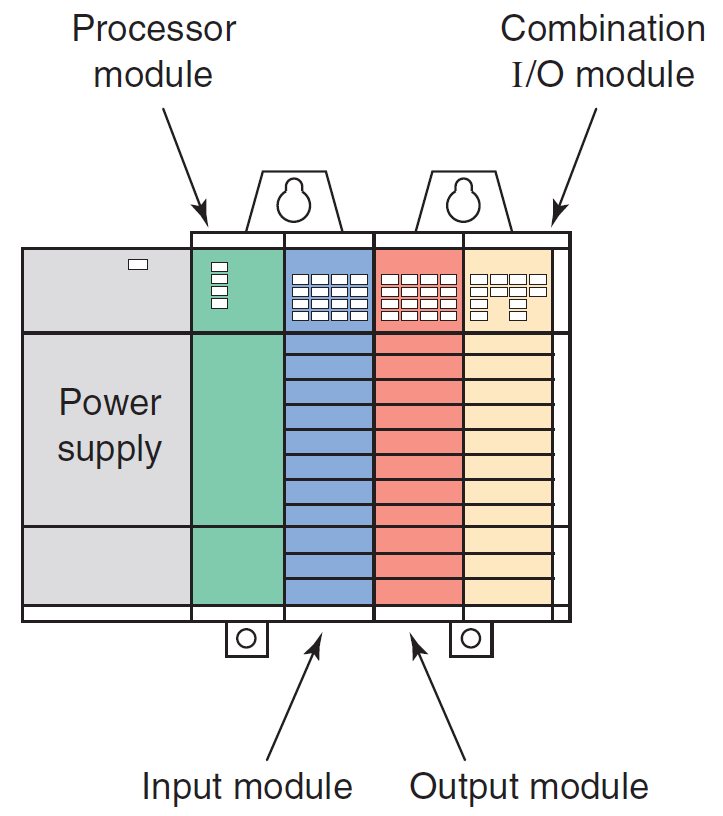 Processor
module
Combination
I/O module
Power
supply
Input module
Output module